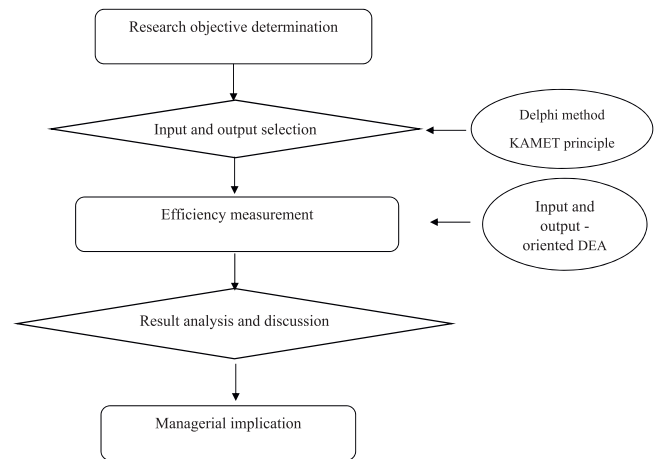 Research objective determination
Input and output selection
Delphi method
KAMET principle
Efficiency measurement
Input and
output -
oriented DEA
Result analysis and discussion
Managerial implication